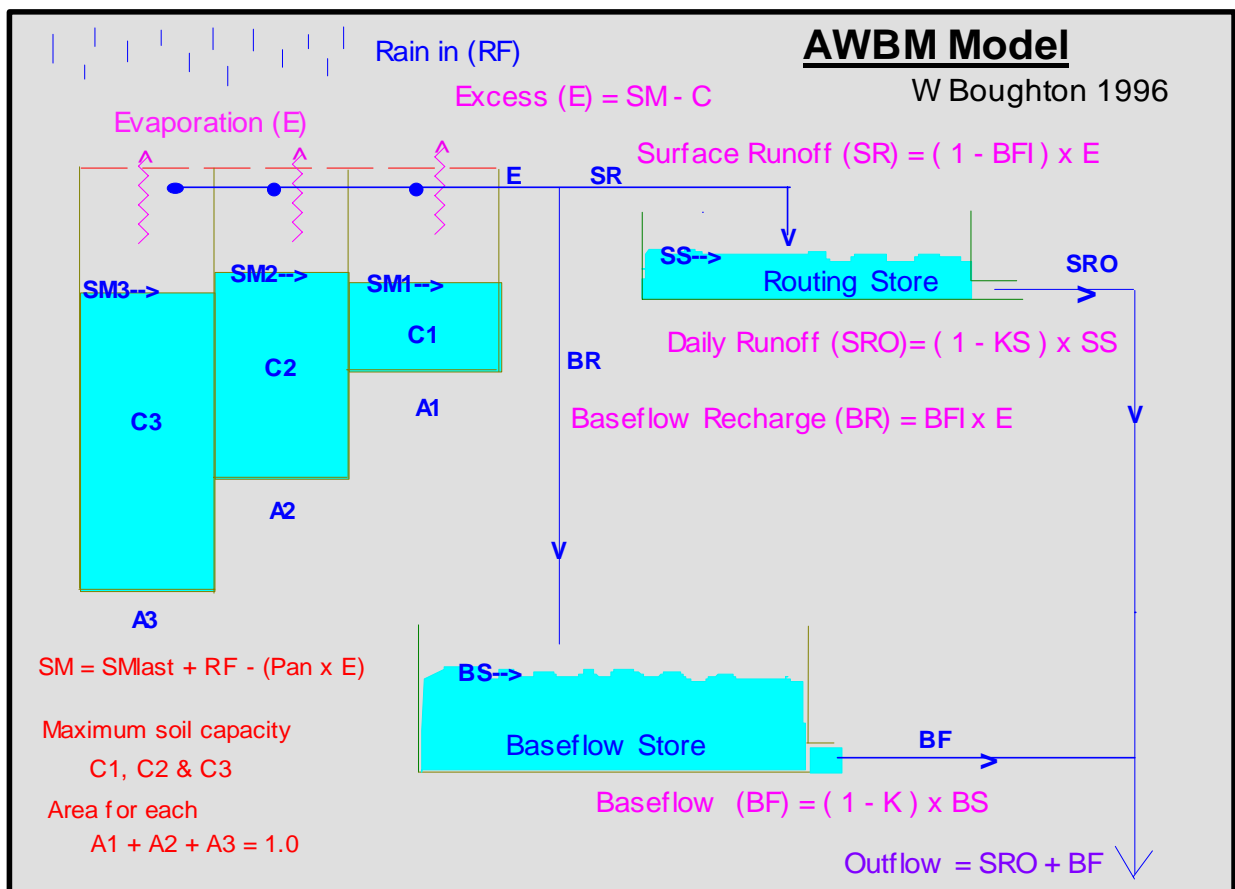 AWBM Model
W Boughton 1996
Rain in (RF)
Excess (E) = SM - C
Evaporation (E)
Surface Runoff (SR) = ( 1 - BFI ) x E
E
SR
SM3-->
SM2-->
SM1-->
SS-->
Routing Store
SRO
C1
C2
C3
BR
Daily Runoff (SRO)= ( 1 - KS ) x SS
A1
Baseflow Recharge (BR) = BFI x E
A2
A3
SM = SMlast + RF - (Pan x E)
BS-->
Maximum soil capacity
C1, C2 & C3
Baseflow Store
BF
Area for each
A1 + A2 + A3 = 1.0
Baseflow (BF) = ( 1 - K ) x BS
Outflow = SRO + BF